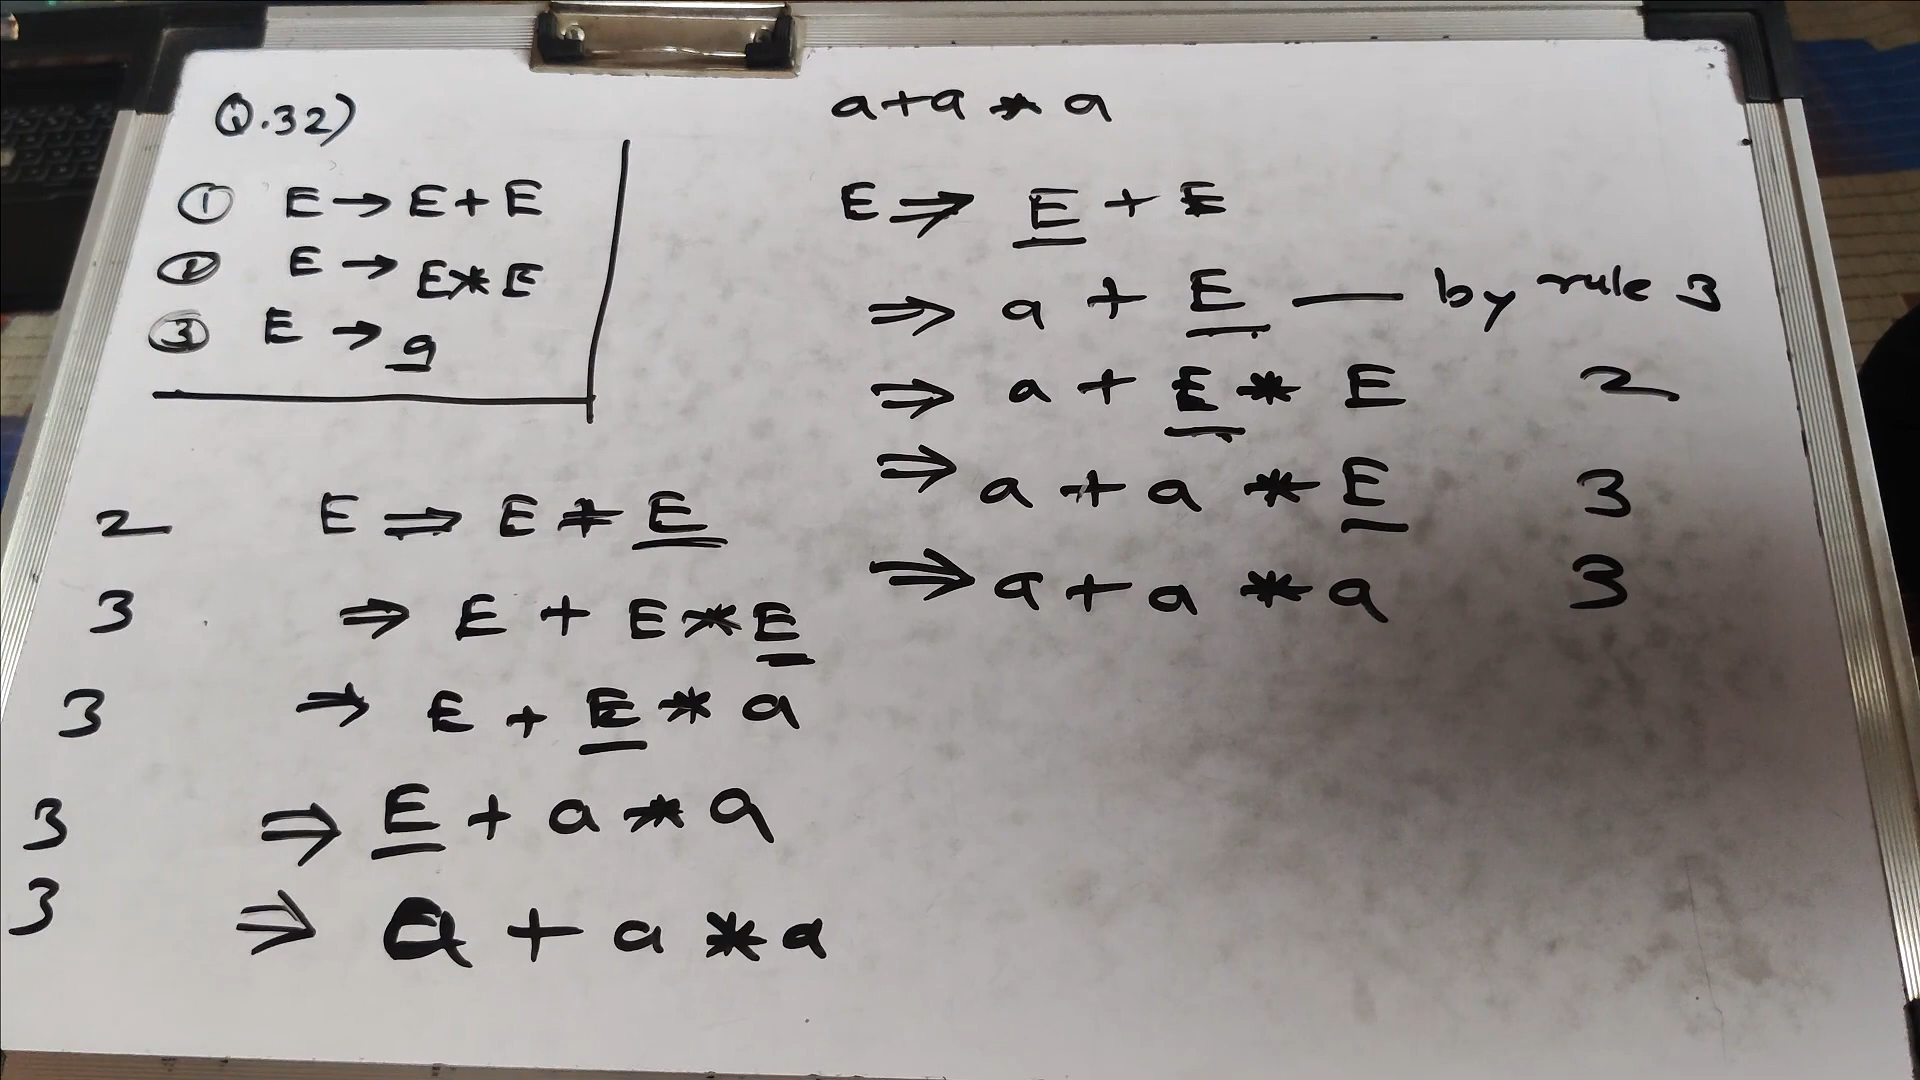 Q.32)
① E → E + E
② E → E * E
③ E → a
a + a * a
E ⇒ E + E
⇒ a + E — by rule 3
⇒ a + E * E 2
⇒ a + a * E 3
⇒ a + a * a 3
2 E ⇒ E * E
3 ⇒ E + E * E
3 ⇒ E + E * a
3 ⇒ E + a * a
3 ⇒ a + a * a